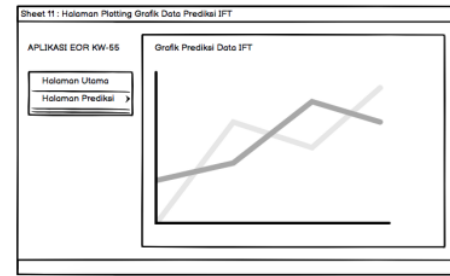 Sheet 11 : Halaman Plotting Grafik Data Prediksi IFT
APLIKASI EOR KW-55
Halaman Utama
Halaman Prediksi >
Grafik Prediksi Data IFT